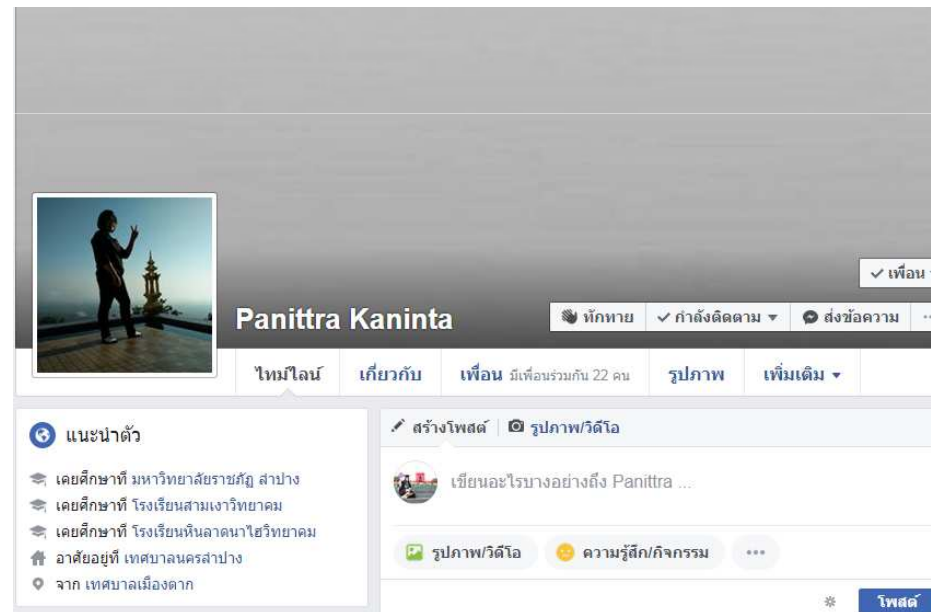 ✓ เพื่อน
Panittra Kaninta
ทักทาย ✓ กำลังติดตาม ▾ ส่งข้อความ ...
ไทม์ไลน์ เกี่ยวกับ เพื่อน มีเพื่อนร่วมกัน 22 คน รูปภาพ เพิ่มเติม ▾
แนะนำตัว
เคยศึกษาที่ มหาวิทยาลัยราชภัฏ ลำปาง
เคยศึกษาที่ โรงเรียนสามเงาวิทยาคม
เคยศึกษาที่ โรงเรียนหินลาดนาไฮวิทยาคม
อาศัยอยู่ที่ เทศบาลนครลำปาง
จาก เทศบาลเมืองตาก
สร้างโพสต์ รูปภาพ/วิดีโอ
เขียนอะไรบางอย่างถึง Panittra ...
รูปภาพ/วิดีโอ ความรู้สึก/กิจกรรม ...
โพสต์